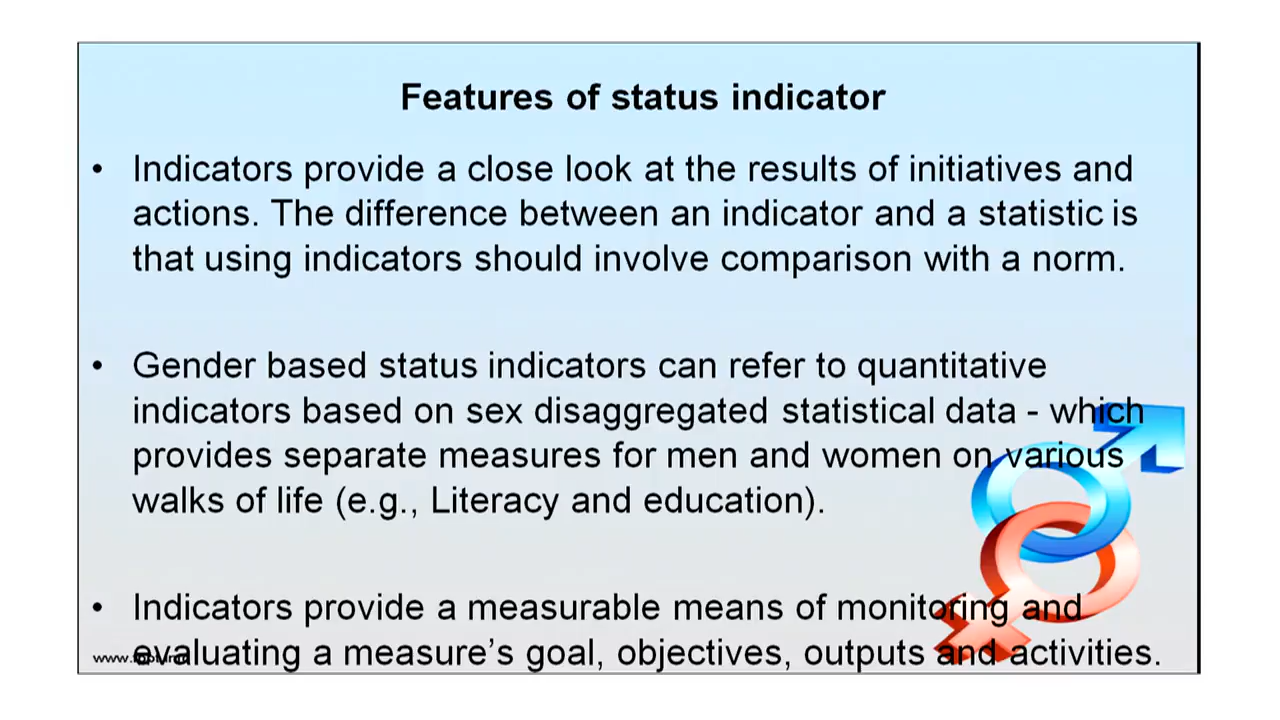 Features of status indicator
• Indicators provide a close look at the results of initiatives and
actions. The difference between an indicator and a statistic is
that using indicators should involve comparison with a norm.
• Gender based status indicators can refer to quantitative
indicators based on sex disaggregated statistical data - which
provides separate measures for men and women on various
walks of life (e.g., Literacy and education).
• Indicators provide a measurable means of monitoring and
evaluating a measure's goal, objectives, outputs and activities.